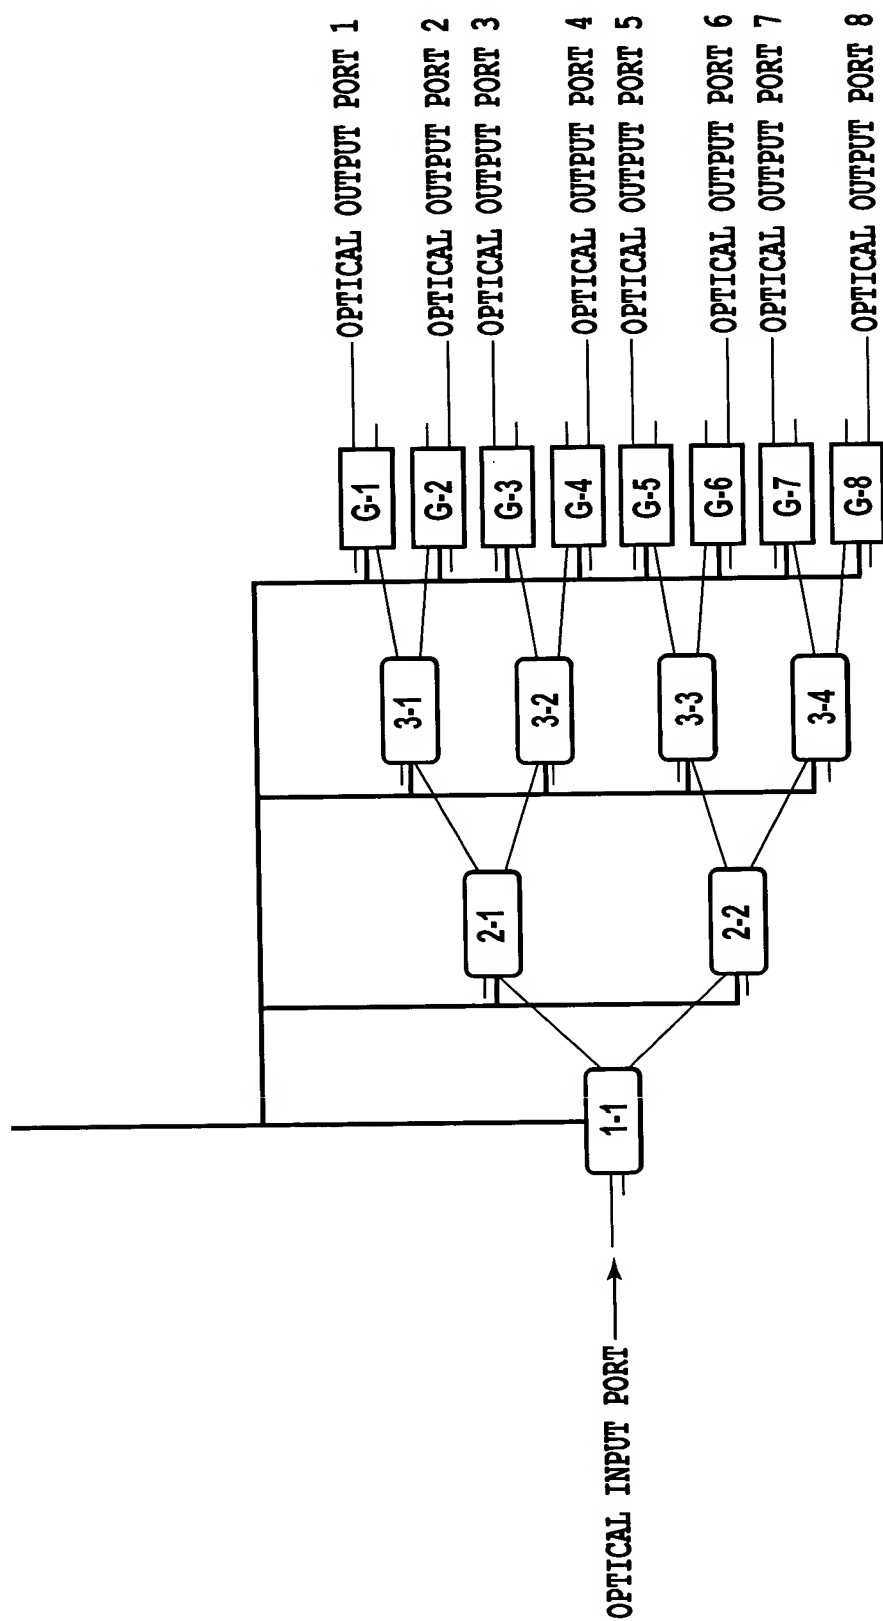 OPTICAL INPUT PORT
1-1
2-1
2-2
3-1
3-2
3-3
3-4
G-1
G-2
G-3
G-4
G-5
G-6
G-7
G-8
OPTICAL OUTPUT PORT 1
OPTICAL OUTPUT PORT 2
OPTICAL OUTPUT PORT 3
OPTICAL OUTPUT PORT 4
OPTICAL OUTPUT PORT 5
OPTICAL OUTPUT PORT 6
OPTICAL OUTPUT PORT 7
OPTICAL OUTPUT PORT 8